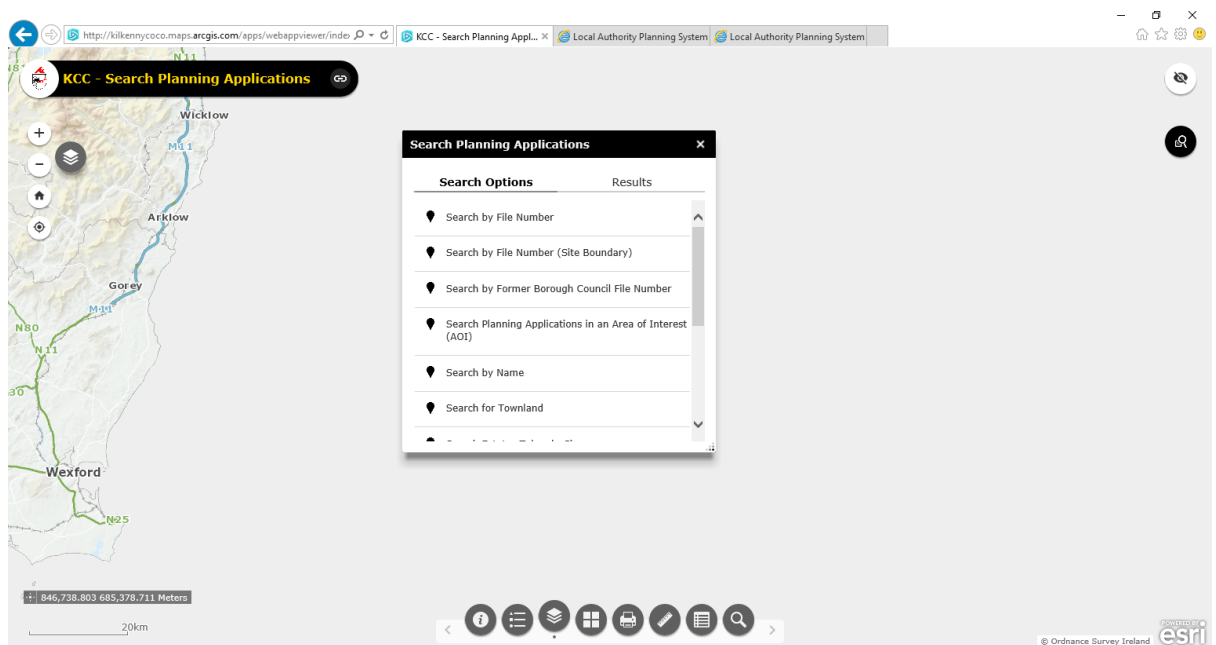 http://kilkennycoco.maps.arcgis.com/apps/webappviewer/inde
KCC - Search Planning Appl...
Local Authority Planning System
Local Authority Planning System
N11
KCC - Search Planning Applications
Wicklow
M11
Arklow
Gorey
M11
N80
N11
Wexford
N25
Search Planning Applications
Search Options
Results
Search by File Number
Search by File Number (Site Boundary)
Search by Former Borough Council File Number
Search Planning Applications in an Area of Interest
(AOI)
Search by Name
Search for Townland
846,738.803 685,378.711 Meters
20km
© Ordnance Survey Ireland
POWERED BY
esri